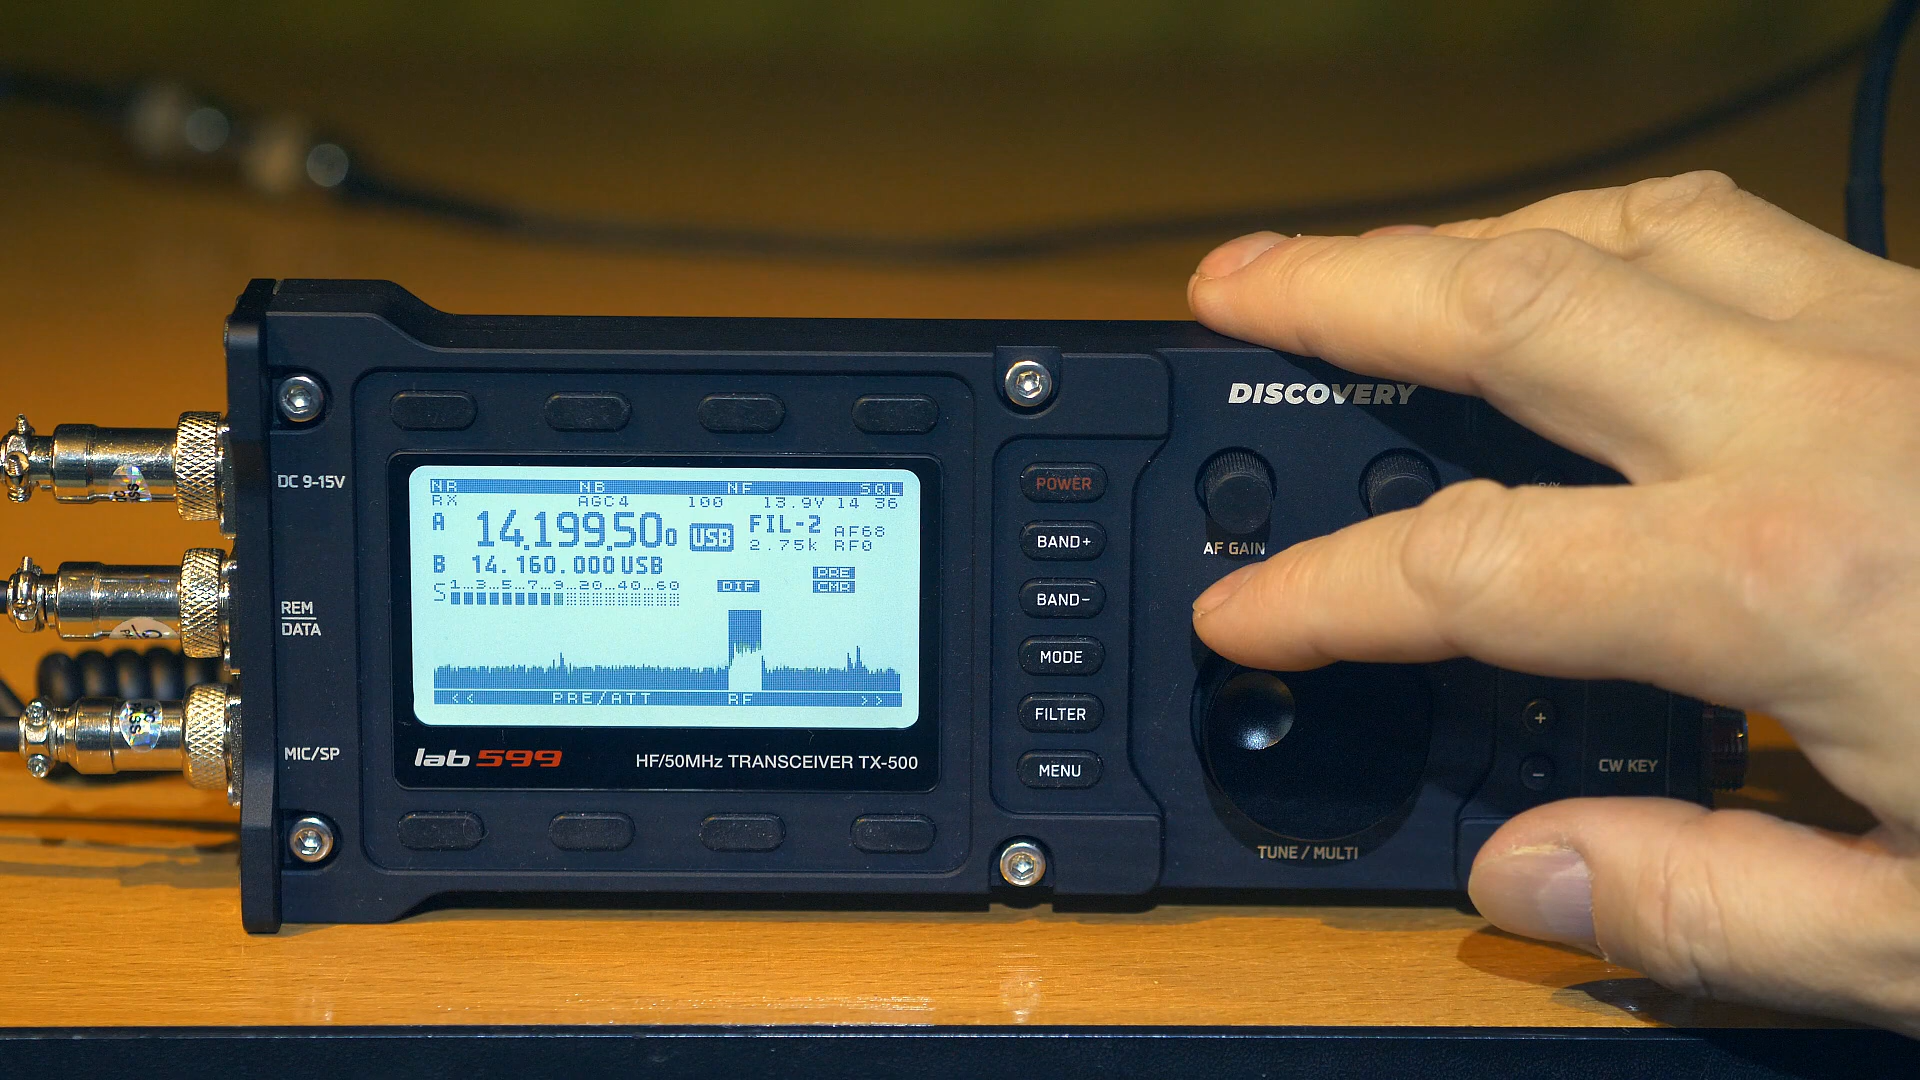 DISCOVERY
DC 9-15V
NR NB NF SQL
RX AGC4 100 13.9V 14 36
A 14.199.500 USB FIL-2 AF68
2.75k RF0
B 14.160.000 USB
PRE
S 1...3...5...7...9...20...40...60 DIF CMR
<< PRE/ATT RF >>
lab599 HF/50MHz TRANSCEIVER TX-500
REM
DATA
MIC/SP
POWER
BAND+
BAND-
MODE
FILTER
MENU
AF GAIN
+
-
CW KEY
TUNE / MULTI